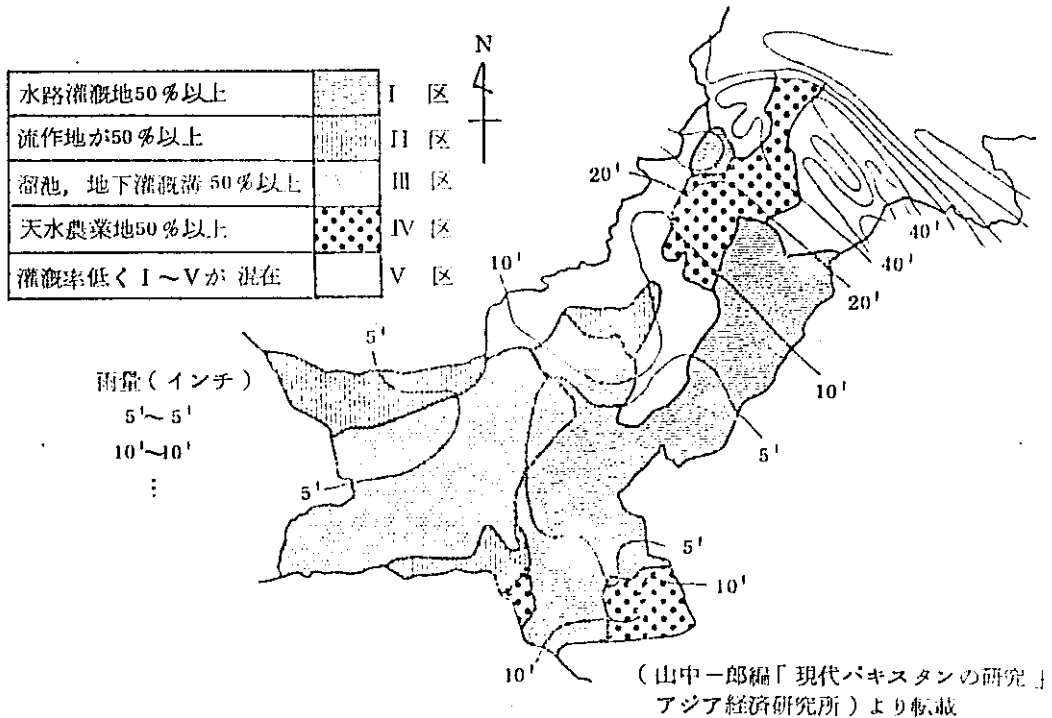 水路灌漑地50%以上 I 区
流作地が50%以上 II 区
溜池,地下灌漑溝50%以上 III 区
天水農業地50%以上 IV 区
灌漑率低くI〜Vが混在 V 区
N
雨量(インチ)
5'〜5'
10'〜10'
⋮
20'
10'
5'
5'
40'
40'
20'
10'
5'
5'
10'
10'
(山中一郎編「現代パキスタンの研究」
アジア経済研究所)より転載